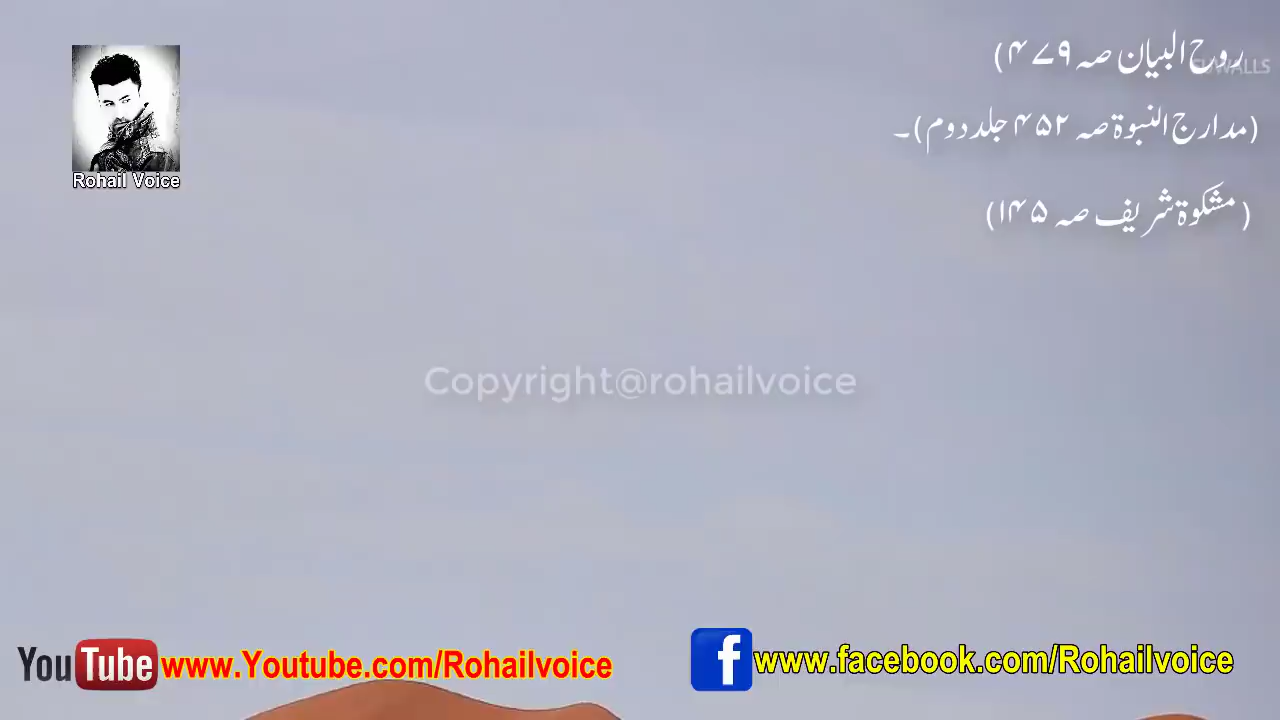 روح البیان صہ ۴۷۹)
(مدارج النبوۃ صہ ۴۵۲ جلد دوم)۔
(مشکوۃ شریف صہ ۱۴۵)
Rohail Voice
Copyright@rohailvoice
YouTube www.Youtube.com/Rohailvoice
f www.facebook.com/Rohailvoice